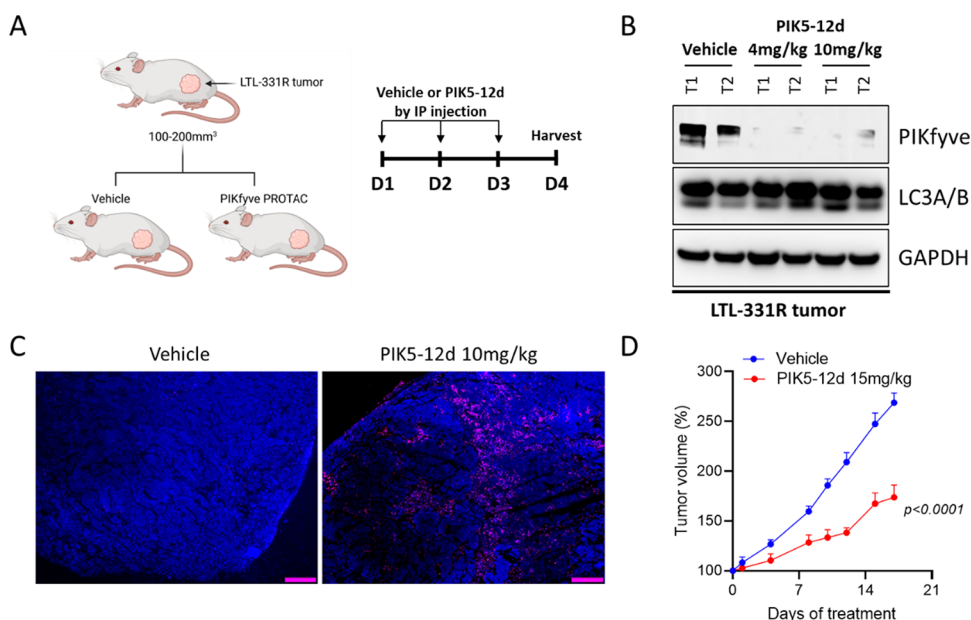 A
LTL-331R tumor
100-200mm³
Vehicle
PIKfyve PROTAC
Vehicle or PIK5-12d
by IP injection
Harvest
D1 D2 D3 D4
B
PIK5-12d
Vehicle 4mg/kg 10mg/kg
T1 T2 T1 T2 T1 T2
PIKfyve
LC3A/B
GAPDH
LTL-331R tumor
C
Vehicle
PIK5-12d 10mg/kg
D
Vehicle
PIK5-12d 15mg/kg
300
250
200
150
100
Tumor volume (%)
p<0.0001
0 7 14 21
Days of treatment